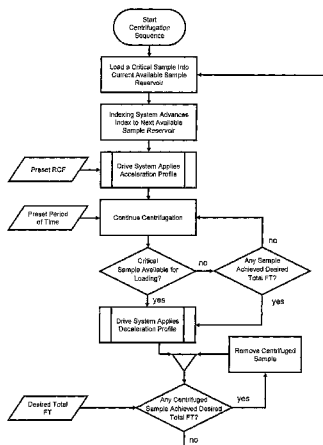 Start
Centrifugation
Sequence
Load a Critical Sample Into
Current Available Sample
Reservoir
Indexing System Advances
Index to Next Available
Sample Reservoir
Preset RCF
Drive System Applies
Acceleration Profile
Preset Period
of Time
Continue Centrifugation
no
Critical
Sample Available for
Loading?
no
Any Sample
Achieved Desired
Total FT?
yes
yes
Drive System Applies
Deceleration Profile
Remove Centrifuged
Sample
Desired Total
FT
Any Centrifuged
Sample Achieved Desired
Total FT?
yes
no